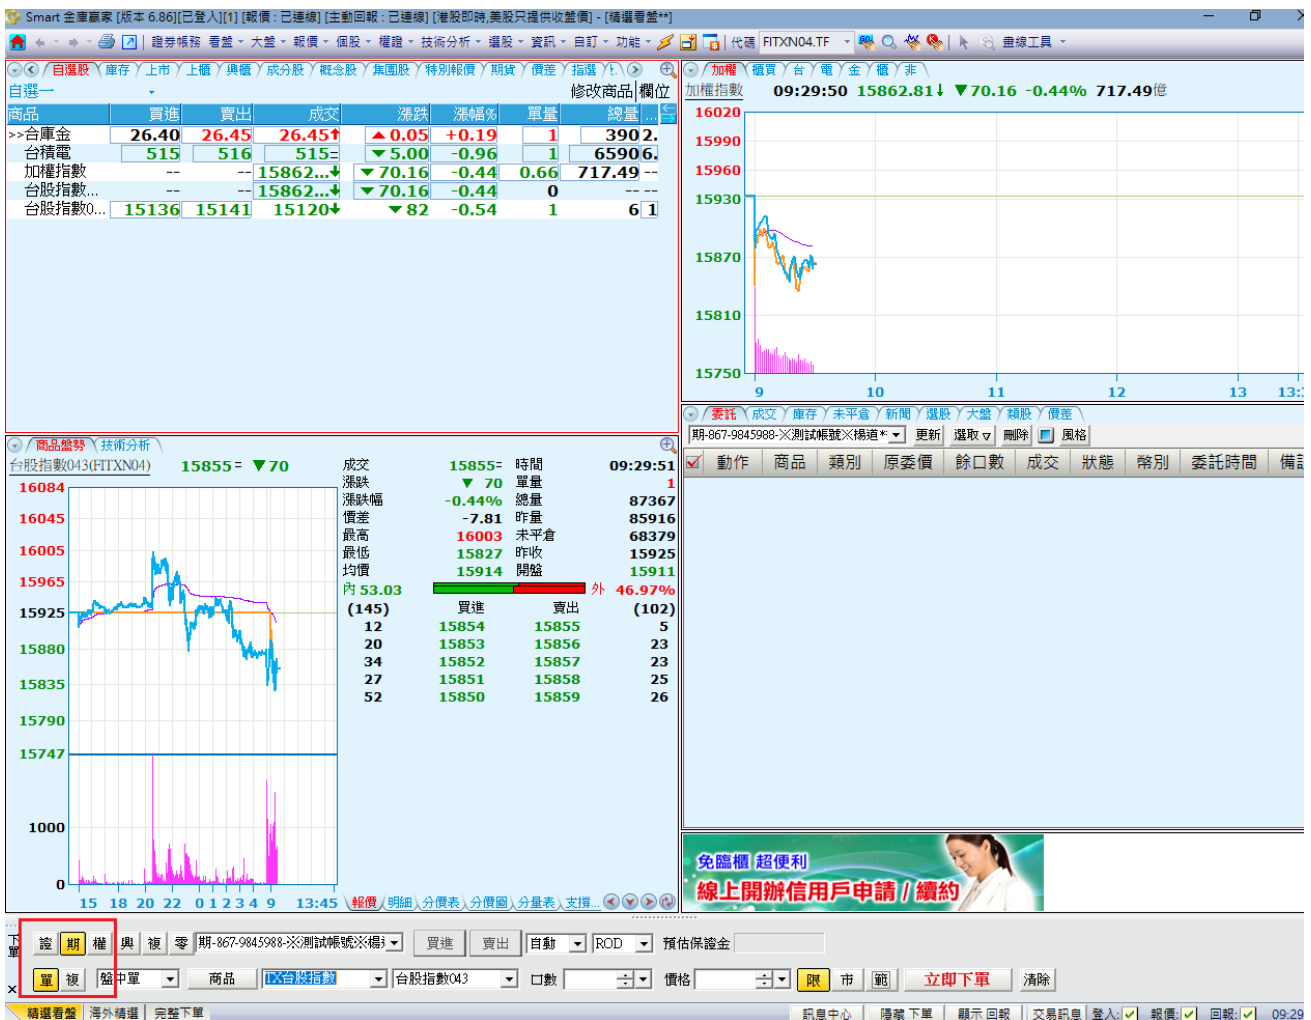 Smart 金庫贏家 [版本 6.86][已登入][1] [報價 : 已連線] [主動回報 : 已連線] [港股即時,美股只提供收盤價] - [精選看盤**]
證券帳務 看盤 大盤 報價 個股 權證 技術分析 選股 資訊 自訂 功能 代碼 FITXN04.TF 畫線工具
自選股 庫存 上市 上櫃 興櫃 成分股 概念股 集團股 特別報價 期貨 價差 指選
自選一 修改商品 欄位
商品 買進 賣出 成交 漲跌 漲幅% 單量 總量 ...
>>合庫金 26.40 26.45 26.45↑ ▲0.05 +0.19 1 390 2.
台積電 515 516 515= ▼5.00 -0.96 1 6590 6.
加權指數 -- -- 15862...↓ ▼70.16 -0.44 0.66 717.49 --
台股指數... -- -- 15862...↓ ▼70.16 -0.44 0 -- --
台股指數0... 15136 15141 15120↓ ▼82 -0.54 1 6 1
加權 櫃買 台 電 金 櫃 非
加權指數 09:29:50 15862.81↓ ▼70.16 -0.44% 717.49億
16020
15990
15960
15930
15870
15810
15750
9 10 11 12 13 13:
委託 成交 庫存 未平倉 新聞 選股 大盤 類股 價差
期-867-9845988-※測試帳號※楊道* 更新 選取▽ 刪除 風格
動作 商品 類別 原委價 餘口數 成交 狀態 幣別 委託時間
商品盤勢 技術分析
台股指數043(FITXN04) 15855= ▼70
16084
16045
16005
15965
15925
15880
15835
15790
15747
1000
0
15 18 20 22 0 1 2 3 4 9 13:45
成交 15855= 時間 09:29:51
漲跌 ▼ 70 單量 1
漲跌幅 -0.44% 總量 87367
價差 -7.81 昨量 85916
最高 16003 未平倉 68379
最低 15827 昨收 15925
均價 15914 開盤 15911
內 53.03 外 46.97%
(145) 買進 賣出 (102)
12 15854 15855 5
20 15853 15856 23
34 15852 15857 23
27 15851 15858 25
52 15850 15859 26
報價 明細 分價表 分價圖 分量表 支撐...
免臨櫃 超便利
線上開辦信用戶申請 / 續約
下單
證 期 權 興 複 零 期-867-9845988-※測試帳號※楊 買進 賣出 自動 ROD 預估保證金
單 複 盤中單 商品 TX台股指數 台股指數043 口數 價格 限 市 範 立即下單 清除
精選看盤 海外精選 完整下單 訊息中心 隱藏 下單 顯示 回報 交易訊息 登入: 報價: 回報: 09:29